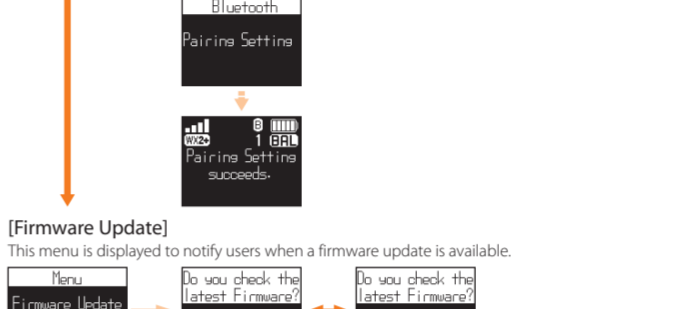 Bluetooth
Pairing Setting
WX2+ 1 BAL
Pairing Setting
succeeds.
[Firmware Update]
This menu is displayed to notify users when a firmware update is available.
Menu
Firmware Update
Do you check the
latest Firmware?
Do you check the
latest Firmware?